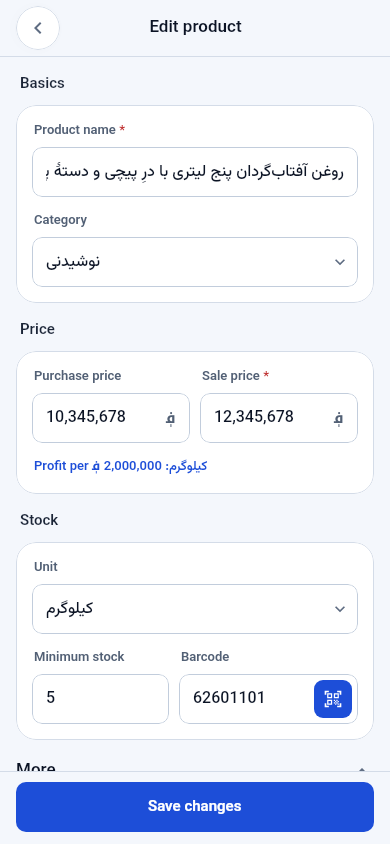 Edit product
Basics
Product name *
روغن آفتاب‌گردان پنج لیتری با درِ پیچی و دستهٔ
Category
نوشیدنی
Price
Purchase price
Sale price *
10,345,678 ؋
12,345,678 ؋
Profit per کیلوگرم: 2,000,000 ؋
Stock
Unit
کیلوگرم
Minimum stock
Barcode
5
62601101
More
Save changes